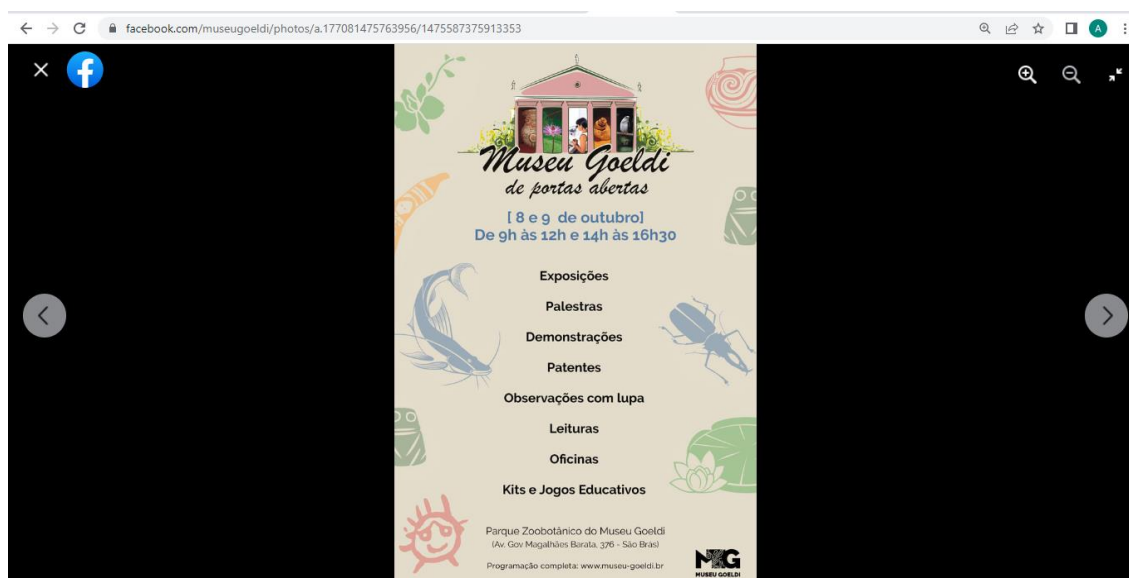 facebook.com/museugoeldi/photos/a.177081475763956/1475587375913353
A
Museu Goeldi
de portas abertas
[ 8 e 9 de outubro]
De 9h às 12h e 14h às 16h30
Exposições
Palestras
Demonstrações
Patentes
Observações com lupa
Leituras
Oficinas
Kits e Jogos Educativos
Parque Zoobotânico do Museu Goeldi
(Av. Gov Magalhães Barata, 376 - São Brás)
Programação completa: www.museu-goeldi.br
MG
MUSEU GOELDI